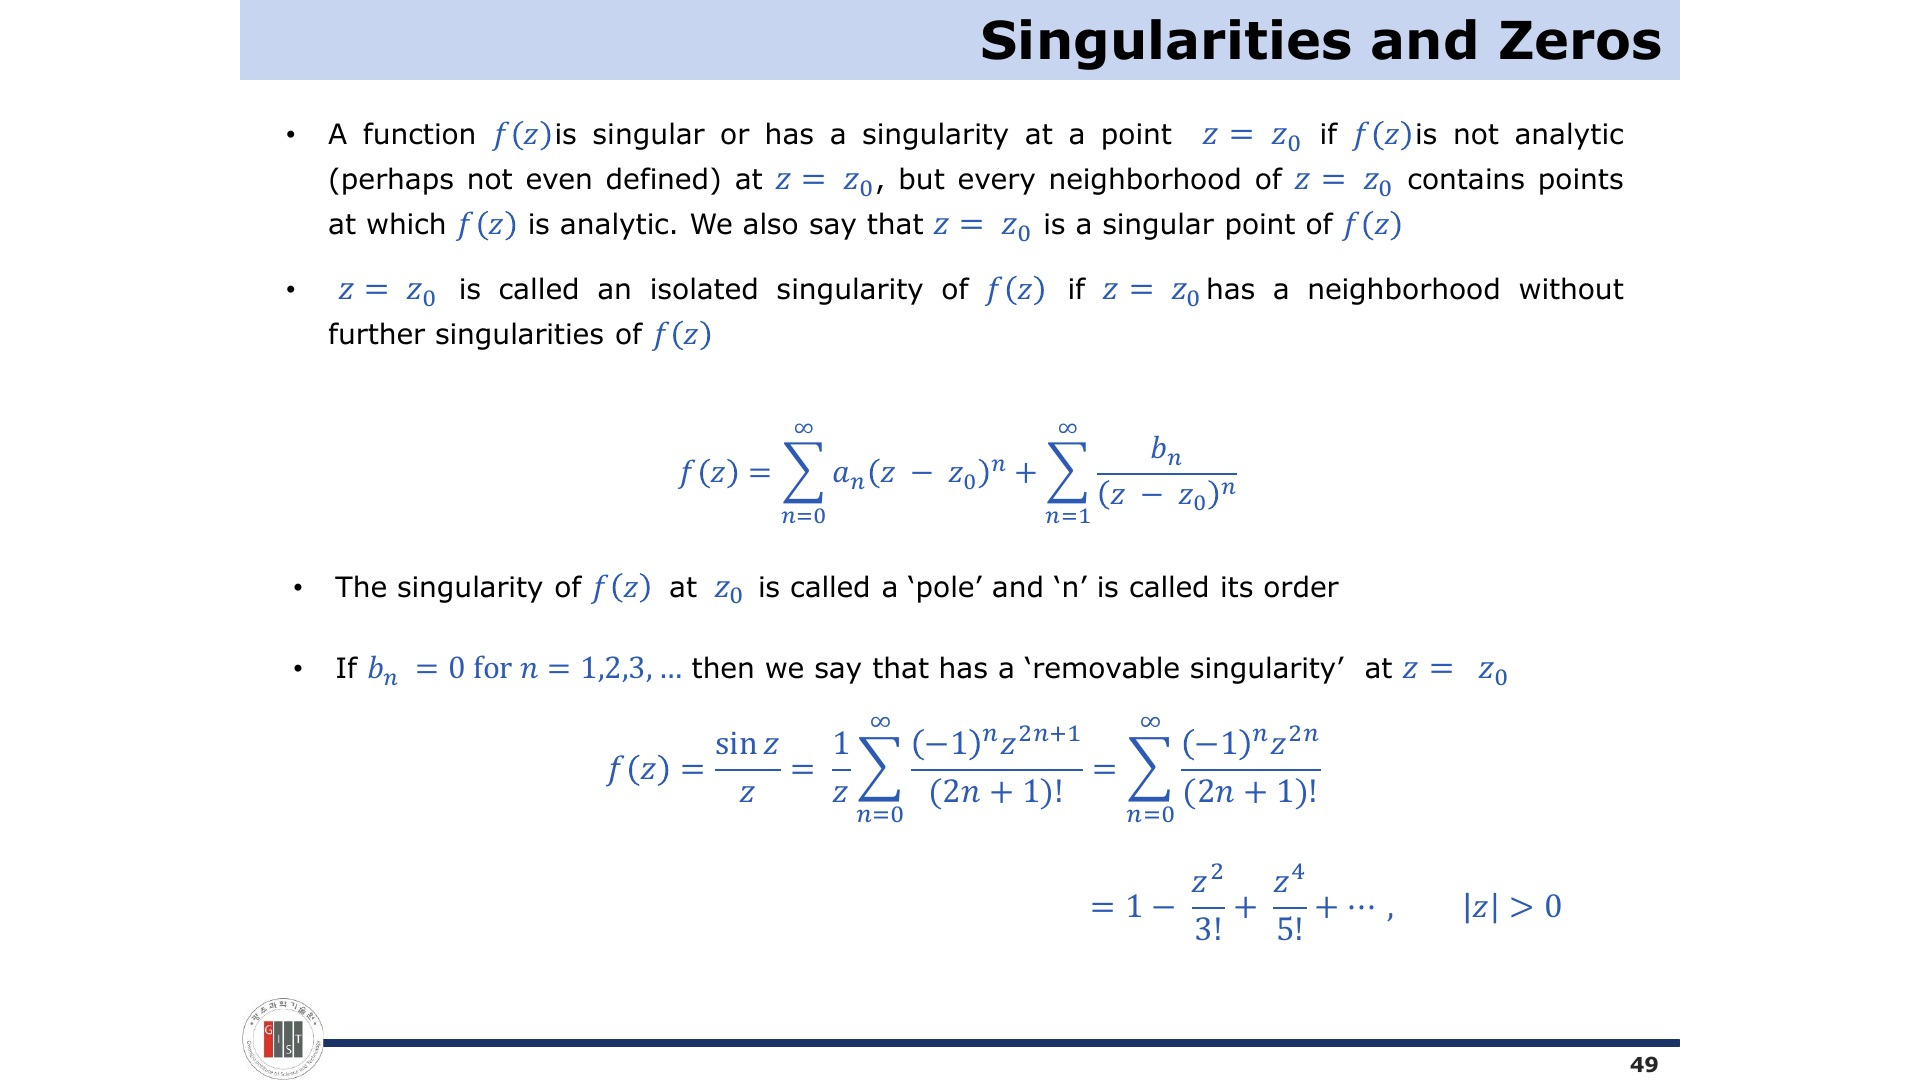 Singularities and Zeros
• A function f(z)is singular or has a singularity at a point z = z₀ if f(z)is not analytic
(perhaps not even defined) at z = z₀, but every neighborhood of z = z₀ contains points
at which f(z) is analytic. We also say that z = z₀ is a singular point of f(z)
• z = z₀ is called an isolated singularity of f(z) if z = z₀ has a neighborhood without
further singularities of f(z)
f(z) = ∑_{n=0}^{∞} aₙ(z − z₀)ⁿ + ∑_{n=1}^{∞} bₙ/(z − z₀)ⁿ
• The singularity of f(z) at z₀ is called a ‘pole’ and ‘n’ is called its order
• If bₙ = 0 for n = 1,2,3, … then we say that has a ‘removable singularity’ at z = z₀
f(z) = sin z/z = 1/z ∑_{n=0}^{∞} (−1)ⁿz²ⁿ⁺¹/(2n + 1)! = ∑_{n=0}^{∞} (−1)ⁿz²ⁿ/(2n + 1)!
= 1 − z²/3! + z⁴/5! + ⋯ , |z| > 0
GIST
49